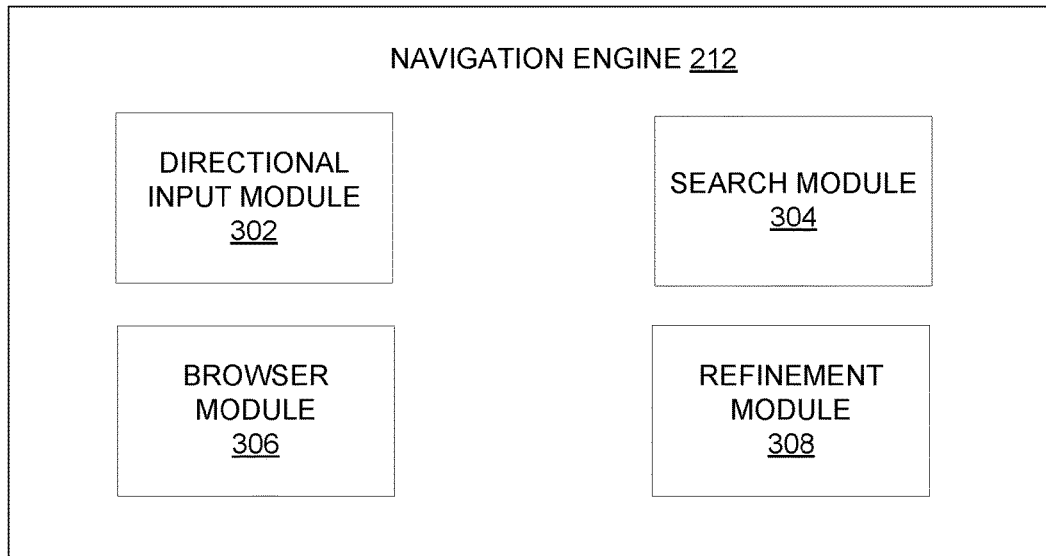 NAVIGATION ENGINE 212
DIRECTIONAL
INPUT MODULE
302
SEARCH MODULE
304
BROWSER
MODULE
306
REFINEMENT
MODULE
308